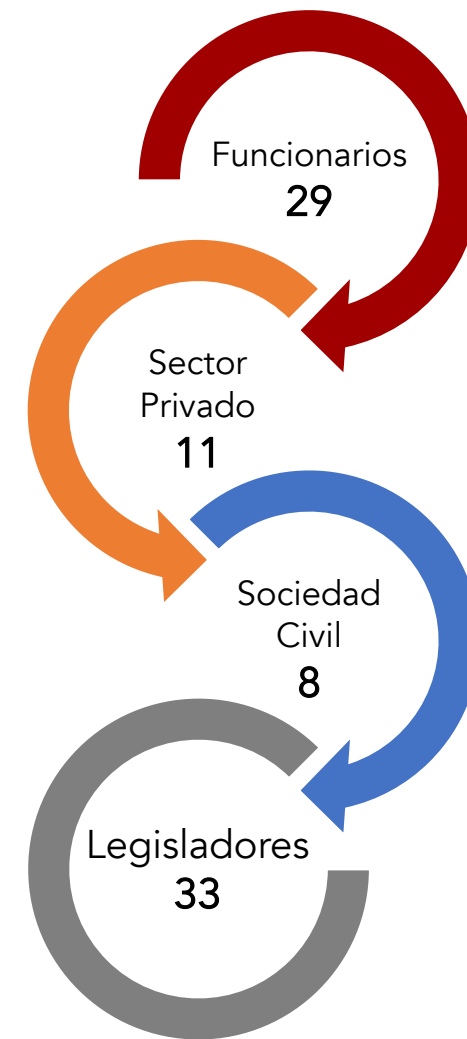 Funcionarios
29
Sector
Privado
11
Sociedad
Civil
8
Legisladores
33